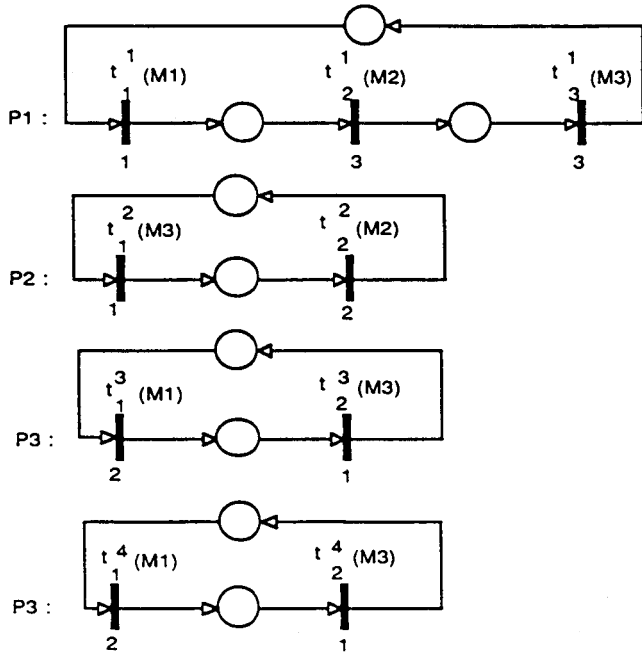 t 1 1 (M1) t 1 2 (M2) t 1 3 (M3)
P1 :
1 3 3
t 2 1 (M3) t 2 2 (M2)
P2 :
1 2
t 3 1 (M1) t 3 2 (M3)
P3 :
2 1
t 4 1 (M1) t 4 2 (M3)
P3 :
2 1